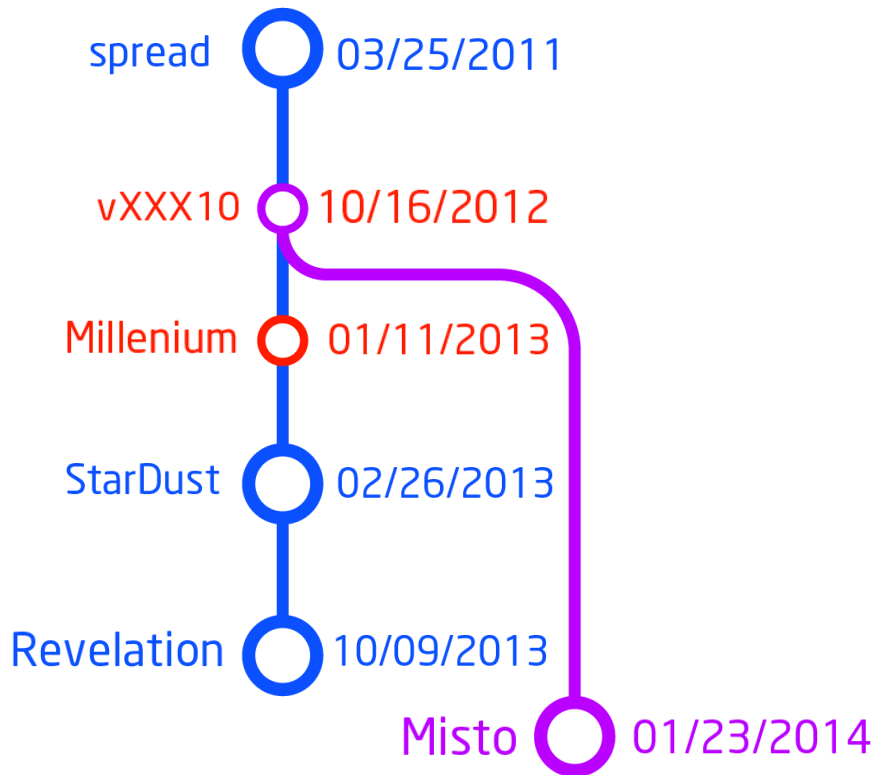 spread 03/25/2011
vXXX10 10/16/2012
Millenium 01/11/2013
StarDust 02/26/2013
Revelation 10/09/2013
Misto 01/23/2014